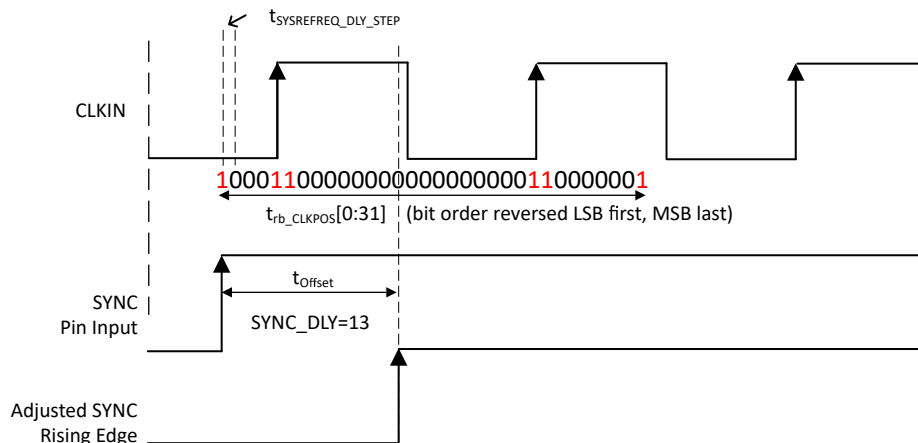 tSYSREFREQ_DLY_STEP
CLKIN
10001100000000000000000110000001
trb_CLKPOS[0:31] (bit order reversed LSB first, MSB last)
tOffset
SYNC
Pin Input
SYNC_DLY=13
Adjusted SYNC
Rising Edge